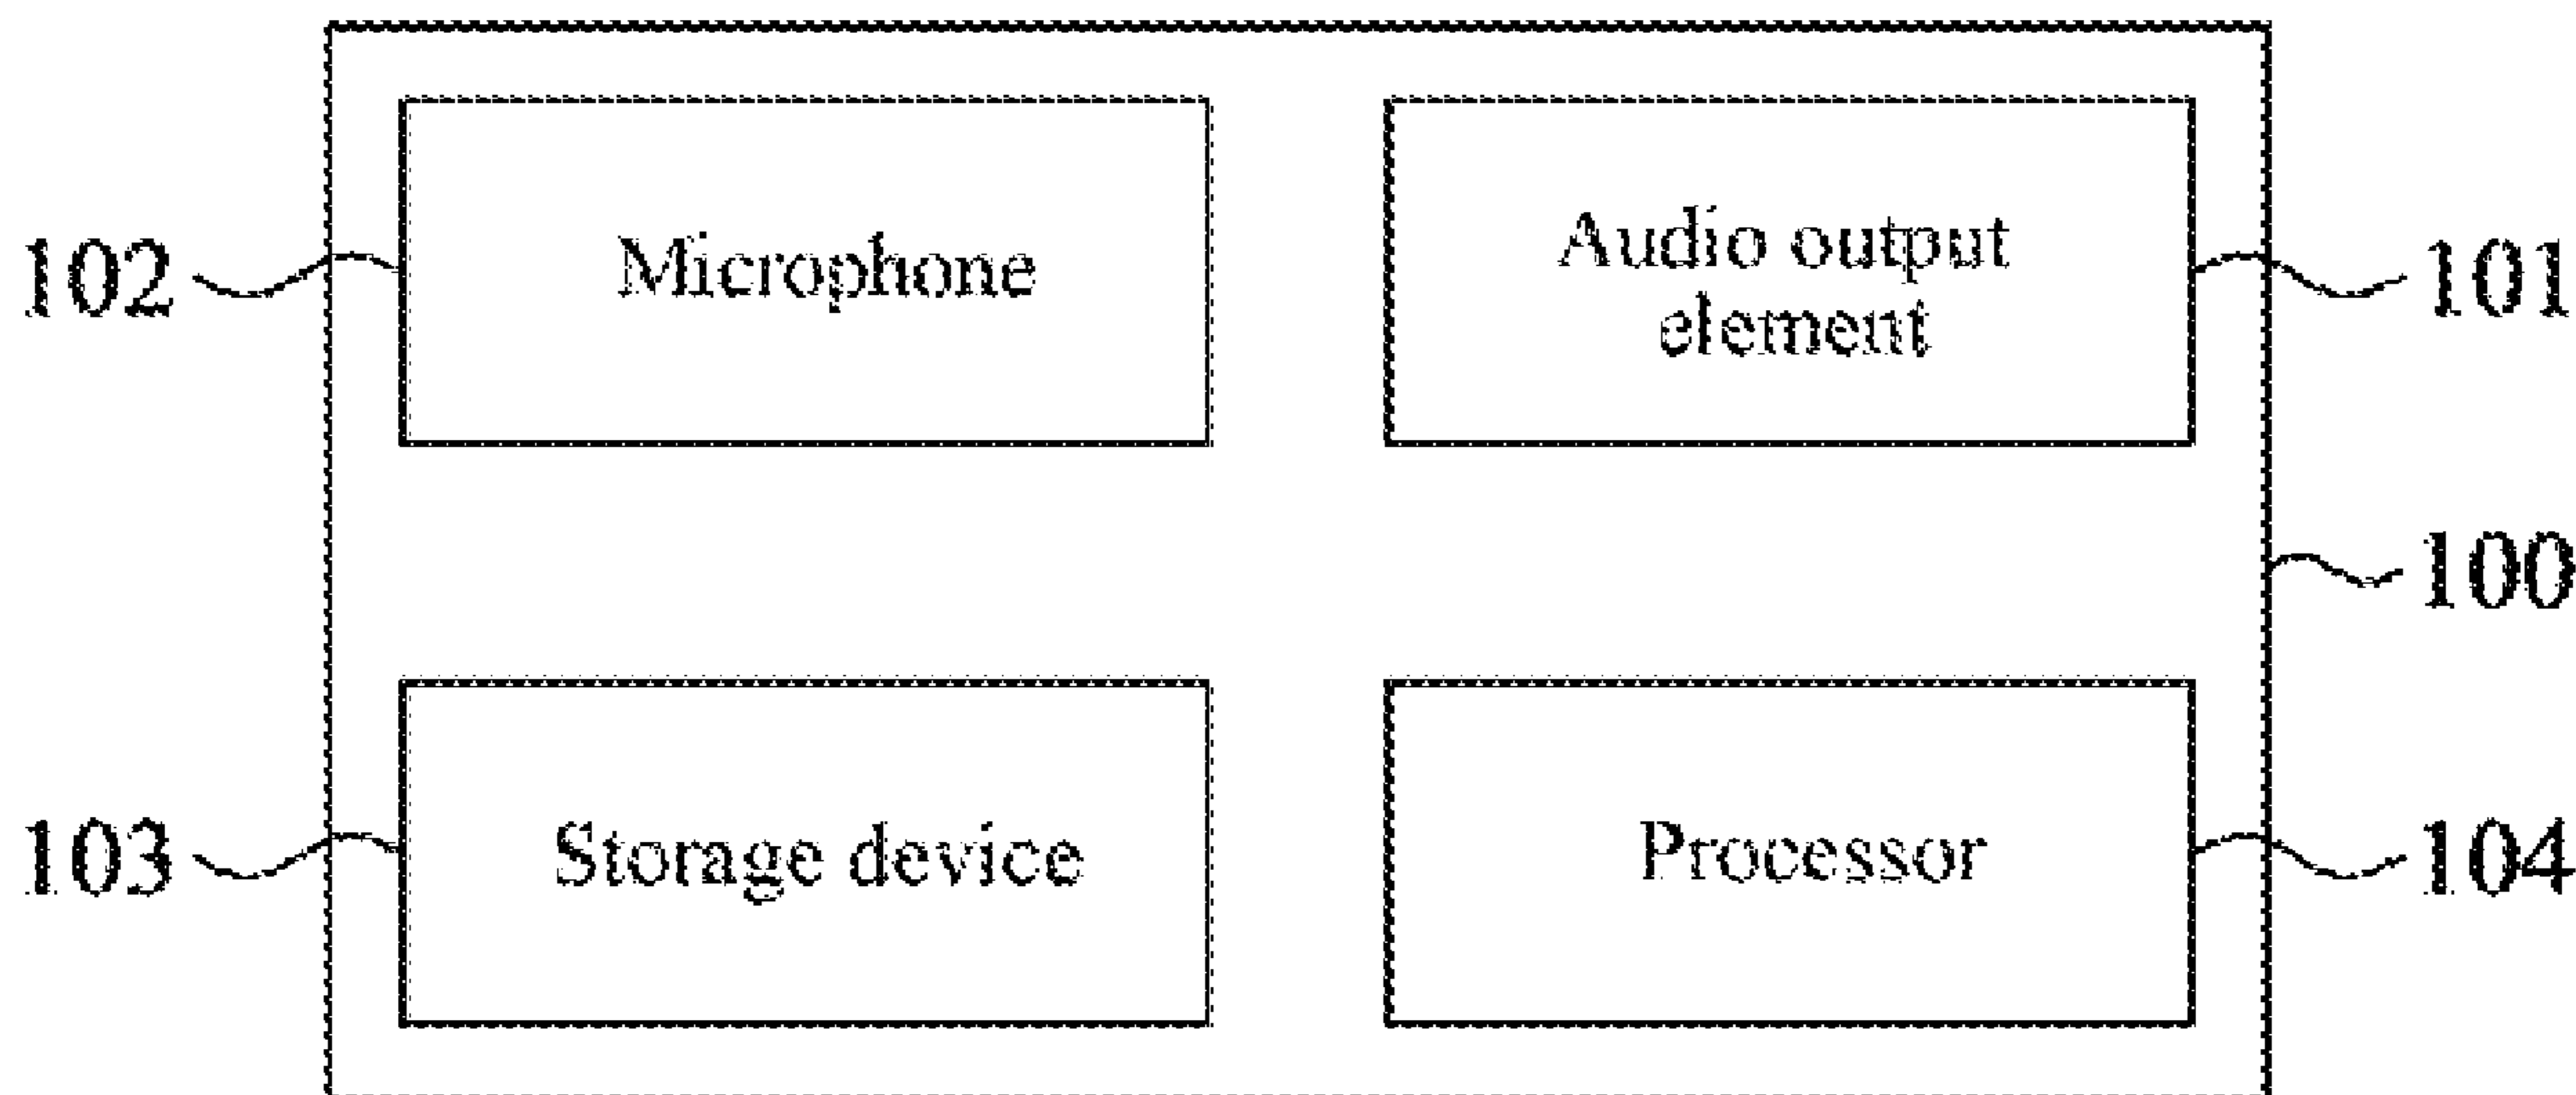 102
Microphone
Audio output
element
101
100
103
Storage device
Processor
104